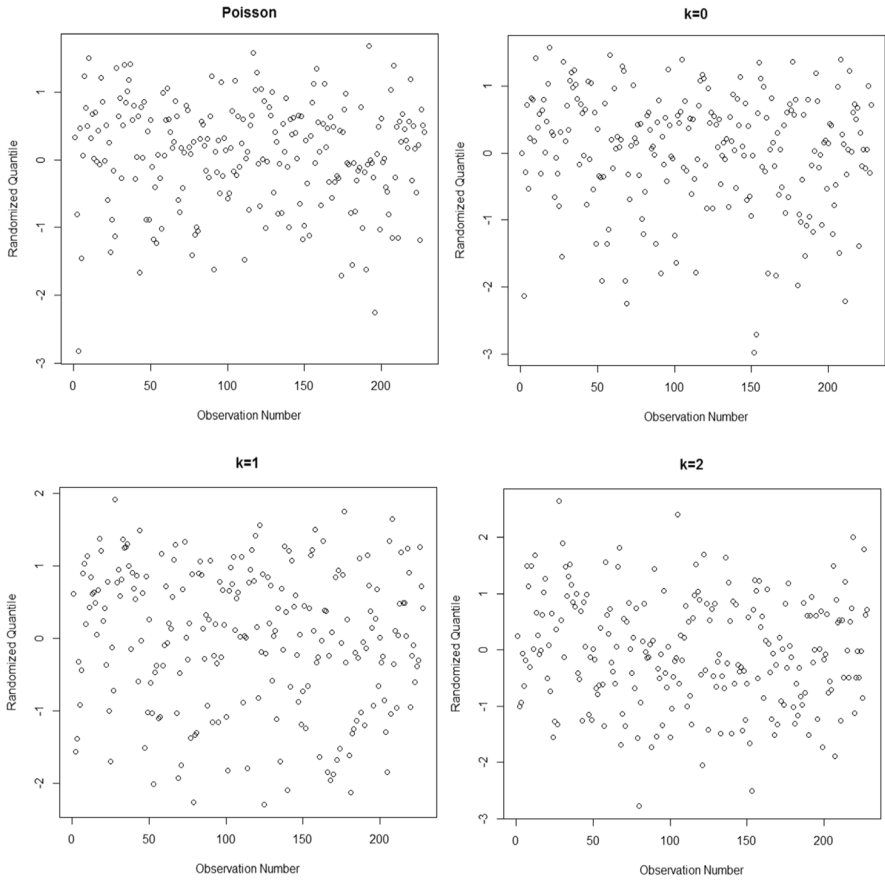 Poisson
Randomized Quantile
1
0
-1
-2
-3
0 50 100 150 200
Observation Number
k=0
Randomized Quantile
1
0
-1
-2
-3
0 50 100 150 200
Observation Number
k=1
Randomized Quantile
2
1
0
-1
-2
0 50 100 150 200
Observation Number
k=2
Randomized Quantile
2
1
0
-1
-2
-3
0 50 100 150 200
Observation Number